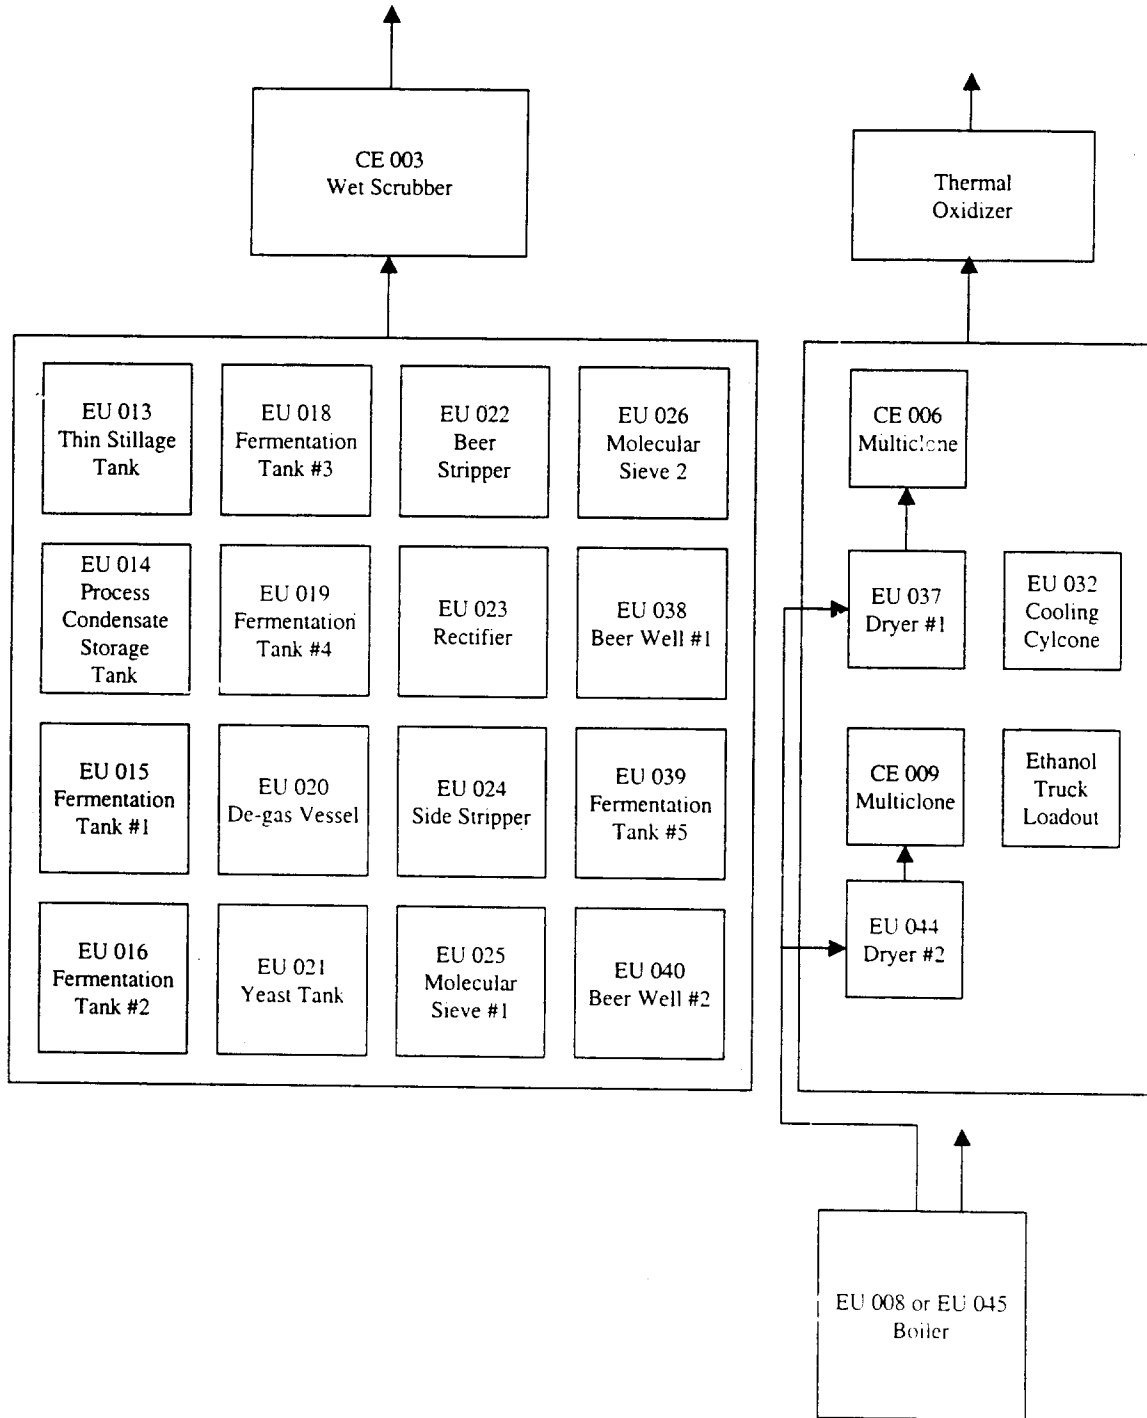 CE 003
Wet Scrubber
Thermal
Oxidizer
EU 013
Thin Stillage
Tank
EU 018
Fermentation
Tank #3
EU 022
Beer
Stripper
EU 026
Molecular
Sieve 2
CE 006
Multiclone
EU 014
Process
Condensate
Storage
Tank
EU 019
Fermentation
Tank #4
EU 023
Rectifier
EU 038
Beer Well #1
EU 037
Dryer #1
EU 032
Cooling
Cylcone
EU 015
Fermentation
Tank #1
EU 020
De-gas Vessel
EU 024
Side Stripper
EU 039
Fermentation
Tank #5
CE 009
Multiclone
Ethanol
Truck
Loadout
EU 016
Fermentation
Tank #2
EU 021
Yeast Tank
EU 025
Molecular
Sieve #1
EU 040
Beer Well #2
EU 044
Dryer #2
EU 008 or EU 045
Boiler